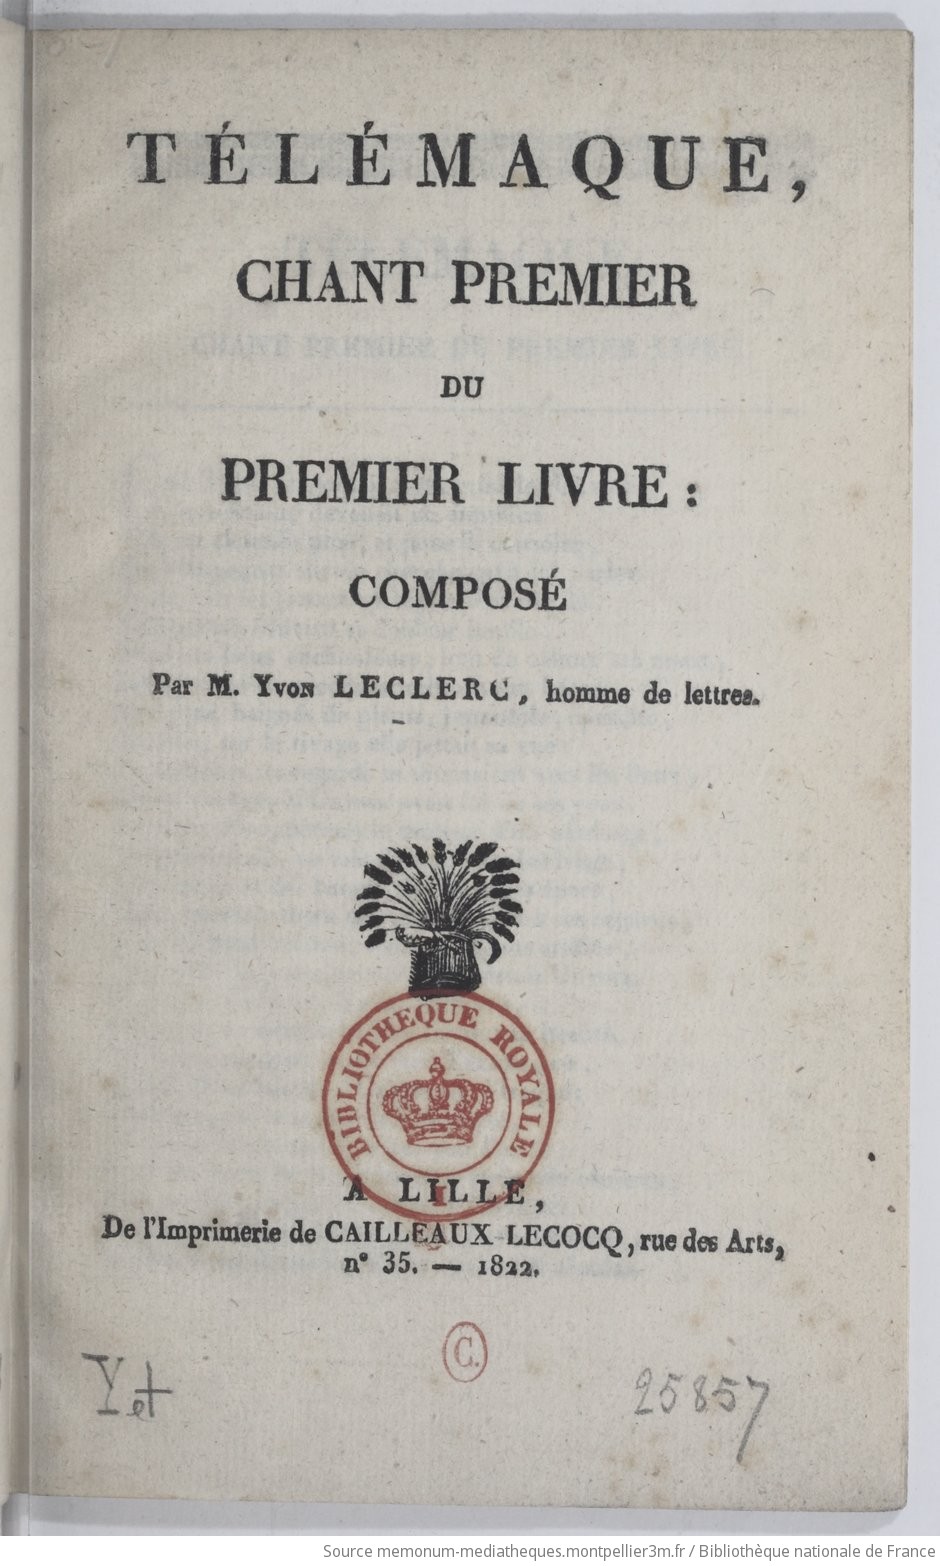 TÉLÉMAQUE,
CHANT PREMIER
DU
PREMIER LIVRE :
COMPOSÉ
Par M. Yvon LECLERC, homme de lettres.
BIBLIOTHEQUE ROYALE
I
A LILLE,
De l'Imprimerie de CAILLEAUX-LECOCQ, rue des Arts,
n° 35. — 1822.
C.
Y et
25857
Source memonum-mediatheques.montpellier3m.fr / Bibliothèque nationale de France